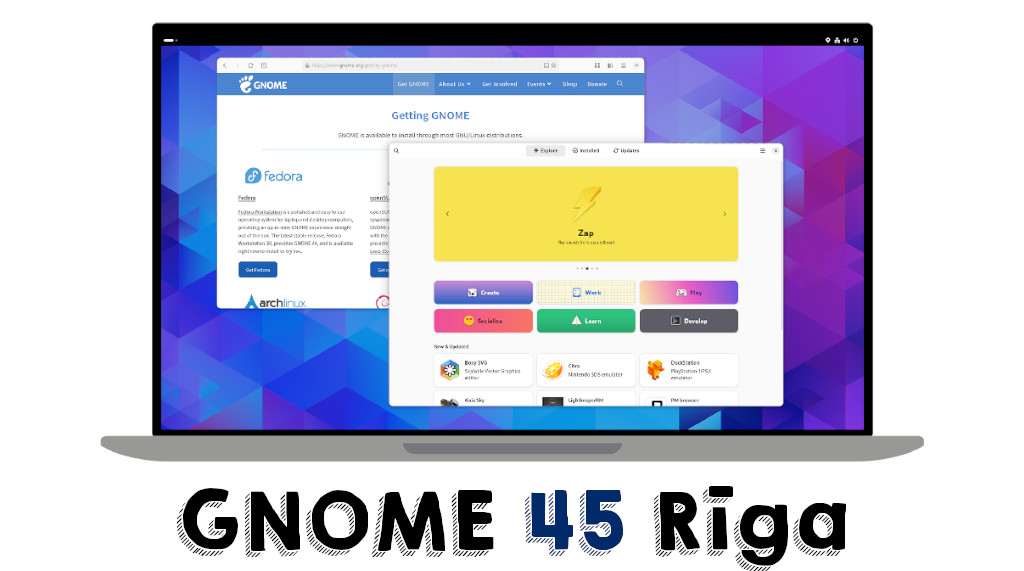 https://www.gnome.org/getting-gnome/
GNOME
Get GNOME About Us Get Involved Events Shop Donate
Getting GNOME
GNOME is available to install through most GNU/Linux distributions.
fedora
Fedora
Fedora Workstation is a polished and easy to use
operating system for laptop and desktop computers,
providing an up-to-date GNOME experience straight
out of the box. The latest stable release, Fedora
Workstation 38, provides GNOME 44, and is available
right now to install or try live.
Get Fedora
archlinux
openSUS
Explore Installed Updates
Zap
Play sounds from a soundboard
Create Work Play
Socialize Learn Develop
New & Updated
Boxy SVG
Scalable Vector Graphics
editor
Citra
Nintendo 3DS emulator
DuckStation
PlayStation 1/PSX
emulator
Kais Sky
LightkeeperRM
PM browser
GNOME 45 Rīga